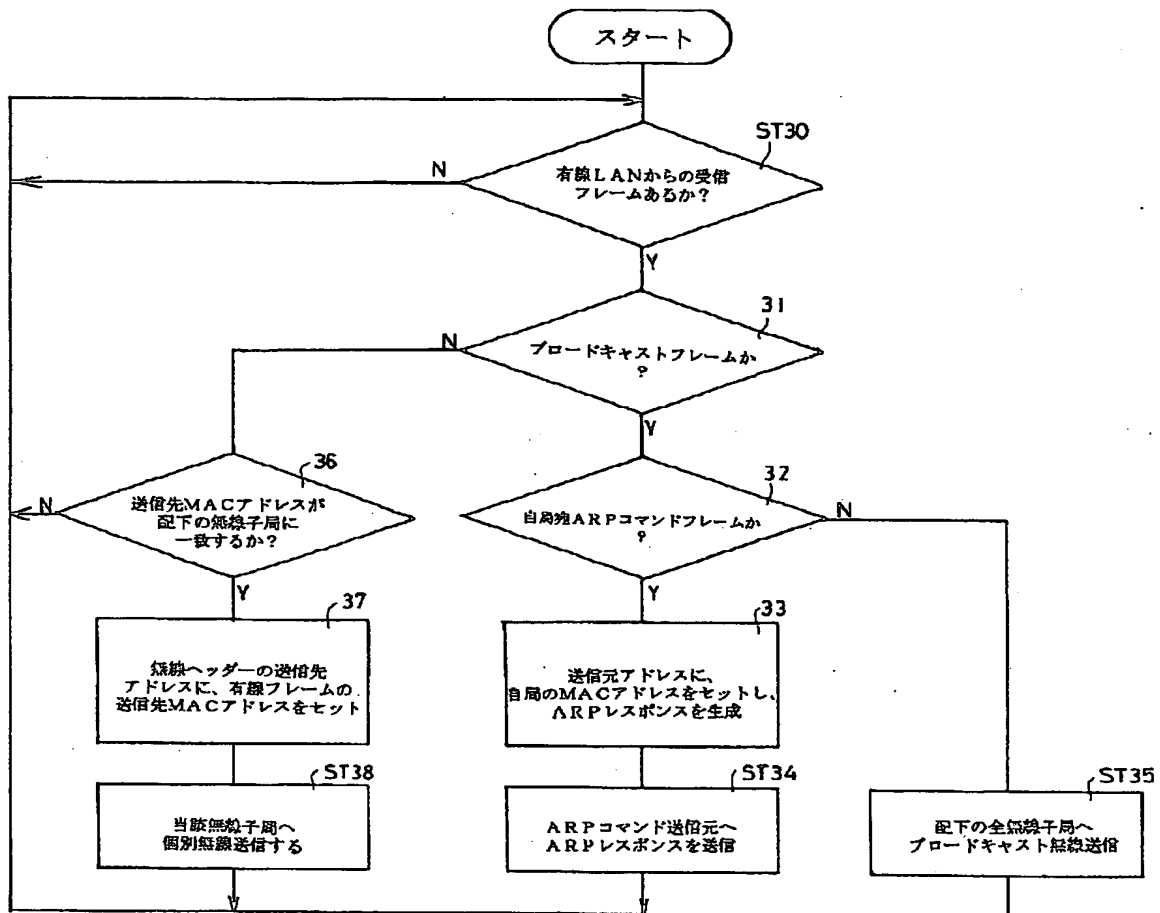 スタート
ST30
N
有線LANからの受信
フレームあるか?
Y
31
N
ブロードキャストフレームか
?
Y
36
N
送信先MACアドレスが
配下の無線子局に
一致するか?
Y
32
自局宛ARPコマンドフレームか
?
N
Y
37
無線ヘッダーの送信先
アドレスに、有線フレームの
送信先MACアドレスをセット
33
送信元アドレスに、
自局のMACアドレスをセットし、
ARPレスポンスを生成
ST38
当該無線子局へ
個別無線送信する
ST34
ARPコマンド送信元へ
ARPレスポンスを送信
ST35
配下の全無線子局へ
ブロードキャスト無線送信